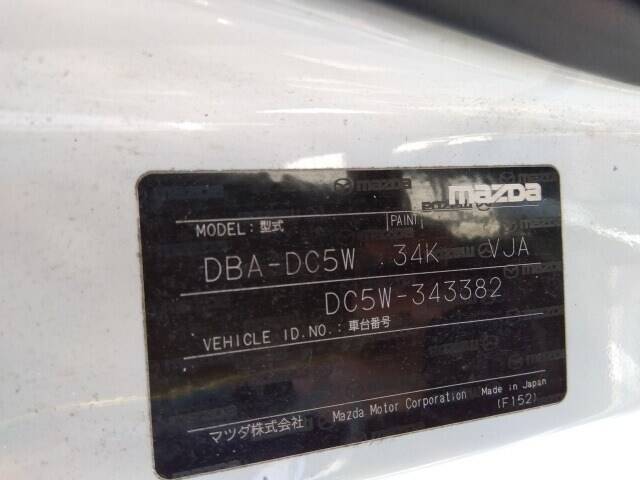 mazda
MODEL:型式 PAINT
DBA-DC5W 34K VJA
DC5W-343382
VEHICLE ID.NO.:車台番号
マツダ株式会社 Mazda Motor Corporation Made in Japan
(F152)